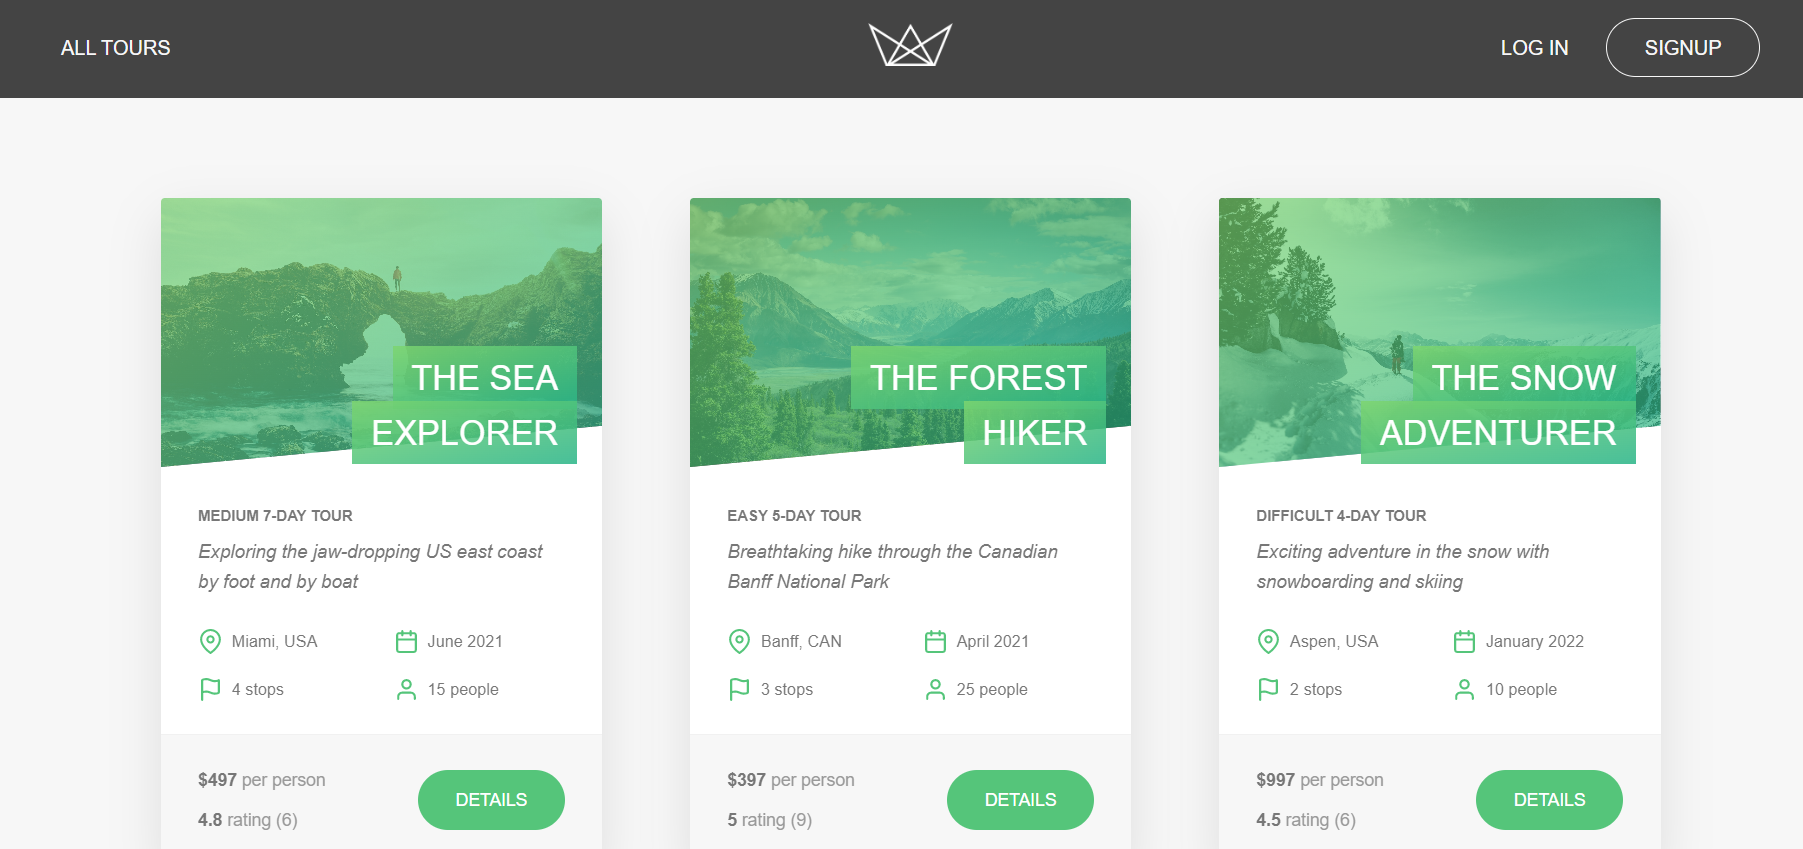 ALL TOURS
LOG IN
SIGNUP
THE SEA
EXPLORER
MEDIUM 7-DAY TOUR
Exploring the jaw-dropping US east coast
by foot and by boat
Miami, USA
June 2021
4 stops
15 people
$497 per person
4.8 rating (6)
DETAILS
THE FOREST
HIKER
EASY 5-DAY TOUR
Breathtaking hike through the Canadian
Banff National Park
Banff, CAN
April 2021
3 stops
25 people
$397 per person
5 rating (9)
DETAILS
THE SNOW
ADVENTURER
DIFFICULT 4-DAY TOUR
Exciting adventure in the snow with
snowboarding and skiing
Aspen, USA
January 2022
2 stops
10 people
$997 per person
4.5 rating (6)
DETAILS